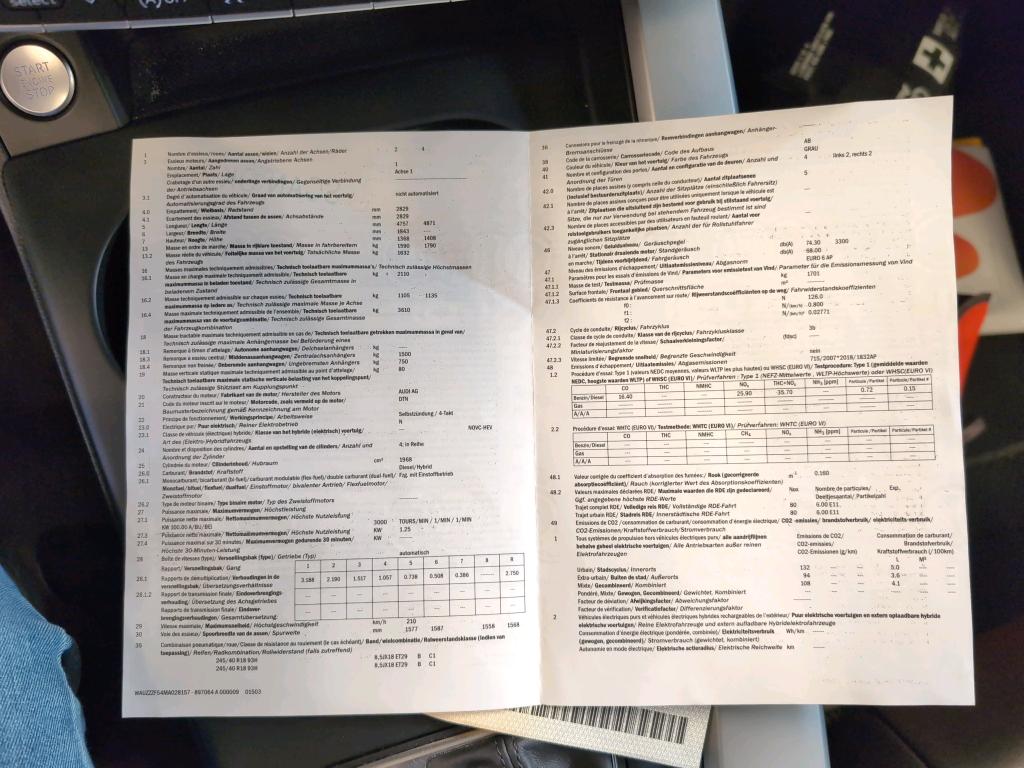 START
STOP
1 Nombre d'essieux/roues/ Aantal assen/wielen/ Anzahl der Achsen/Räder 2 4
3 Essieux moteurs/ Aangedreven assen/Angetriebene Achsen
Nombre/ Aantal/ Zahl 1
Emplacement/ Plaats/ Lage Achse 1
Crabotage d'un autre essieu/ onderlinge verbindingen/ Gegenseitige Verbindung
der Antriebsachsen
3.1 Degré d'automatisation du véhicule/ Graad van automatisering van het voertuig/ nicht automatisiert
Automatisierungsgrad des Fahrzeugs
4.0 Empattement/ Wielbasis/ Radstand mm 2829
4.1 Ecartement des essieux/ Afstand tussen de assen/ Achsabstände mm 2829
5 Longueur/ Lengte/ Länge mm 4757 4871
6 Largeur/ Breedte/ Breite mm 1843 ----
7 Hauteur/ Hoogte/ Höhe mm 1368 1408
13 Masse en ordre de marche/ Massa in rijklare toestand/ Masse in fahrbereitem kg 1590 1790
13.2 Masse réelle du véhicule/ Feitelijke massa van het voertuig/ Tatsächliche Masse kg 1632
des Fahrzeugs
16 Masses maximales techniquement admissibles/ Technisch toelaatbare maximummassa's/ Technisch zulässige Höchstmassen
16.1 Masse en charge maximale techniquement admissible/ Technisch toelaatbare kg 2110
maximummassa in beladen toestand/ Technisch zulässige Gesamtmasse in
beladenem Zustand
16.2 Masse techniquement admissible sur chaque essieu/ Technisch toelaatbare kg 1105 1135
maximummassa op iedere as/ Technisch zulässige maximale Masse je Achse
16.4 Masse maximale techniquement admissible de l'ensemble/ Technisch toelaatbare kg 3610
maximummassa van de voertuigcombinatie/ Technisch zulässige Gesamtmasse
der Fahrzeugkombination
18 Masse tractable maximale techniquement admissible en cas de/ Technisch toelaatbare getrokken maximummassa in geval van/
Technisch zulässige maximale Anhängemasse bei Beförderung eines
18.1 Remorque à timon d'attelage/ Autonome aanhangwagen/ Deichselanhängers kg ----
18.3 Remorque à essieu central/ Middenasaanhangwagen/ Zentralachsanhängers kg 1500
18.4 Remorque non freinée/ Ongeremde aanhangwagen/ Ungebremsten Anhängers kg 750
19 Masse verticale statique maximale techniquement admissible au point d'attelage/ kg 80
Technisch toelaatbare maximale statische verticale belasting van het koppelingspunt/
Technisch zulässige Stützlast am Kupplungspunkt
20 Constructeur du moteur/ Fabrikant van de motor/ Hersteller des Motors AUDI AG
21 Code du moteur inscrit sur le moteur/ Motorcode, zoals vermeld op de motor/ DTN
Baumusterbezeichnung gemäß Kennzeichnung am Motor
22 Principe de fonctionnement/ Werkingsprincipe/ Arbeitsweise Selbstzündung / 4-Takt
23.0 Electrique pur/ Puur elektrisch/ Reiner Elektrobetrieb N
23.1 Classe de véhicule (électrique) hybride/ Klasse van hybride (elektrisch) voertuig/ ---- NOVC-HEV
Art des (Elektro-)Hybridfahrzeugs
24 Nombre et disposition des cylindres/ Aantal en opstelling van de cilinders/ Anzahl und 4; in Reihe
Anordnung der Zylinder
25 Cylindrée du moteur/ Cilinderinhoud/ Hubraum cm³ 1968
26.0 Carburant/ Brandstof/ Kraftstoff Diesel/Hybrid
26.1 Monocarburant/bicarburant (bi-fuel)/carburant modulable (flex-fuel)/ double carburant (dual-fuel)/ Fzg. mit Einstoffbetrieb
Monofuel/bifuel/flexfuel/dualfuel/ Einstoffmotor/ bivalenter Antrieb/ Flexfuelmotor/
Zweistoffmotor
26.2 Type de moteur binaire/ Type binaire motor/ Typ des Zweistoffmotors ----
27 Puissance maximale/ Maximumvermogen/ Höchstleistung
27.1 Puissance nette maximale/ Nettomaximumvermogen/ Höchste Nutzleistung
KW 100.00 A/B(/BE) 3000 TOURS/MIN / 1/MIN / 1/MIN
27.3 Puissance nette maximale/ Nettomaximumvermogen/ Höchste Nutzleistung KW 1.25 -
27.4 Puissance maximal sur 30 minutes/ Maximumvermogen gedurende 30 minuten/ KW ----
Höchste 30-Minuten-Leistung
28 Boîte de vitesses (type)/ Versnellingsbak (type)/ Getriebe (Typ) automatisch
Rapport/ Versnellingsbak/ Gang 1 2 3 4 5 6 7 8 R
28.1 Rapports de démultiplication/ Verhoudingen in de 3.188 2.190 1.517 1.057 0.738 0.508 0.386 ---- 2.750
versnellingsbak/Übersetzungsverhältnisse
28.1.2 Rapport de transmission finale/ Eindoverbrengings-
verhouding/ Übersetzung des Achsgetriebes
Rapports de transmission finale/ Eindover-
brengingsverhouding/ Gesamtübersetzung:
29 Vitesse maximale/ Maximumsnelheid/ Höchstgeschwindigkeit km/h 210
30 Voie des essieux/ Spoorbreedte van de assen/ Spurweite mm 1577 1587 1558 1568
35 Combinaison pneumatique/roue/ Classe de résistance au roulement (le cas échéant)/ Band/wielcombinatie/ Rolweerstandsklasse (indien van
toepassing)/ Reifen/Radkombination/Rollwiderstand (falls zutreffend)
245/40 R18 93H 8,5JX18 ET29 B C1
245/40 R18 93H 8,5JX18 ET29 B C1
WAUZZZF54MA028157 - 897064 A 000009 01503
36 Connexions pour le freinage de la remorque/ Remverbindingen aanhangwagen/ Anhänger-
Bremsanschlüsse ----
38 Code de la carrosserie/ Carrosseriecode/ Code des Aufbaus AB
40 Couleur du véhicule/ Kleur van het voertuig/ Farbe des Fahrzeugs GRAU
41 Nombre et configuration des portes/ Aantal en configuration van de deuren/ Anzahl und 4 links 2, rechts 2
Anordnung der Türen
42.0 Nombre de places assises (y compris celle du conducteur)/ Aantal zitplaatsen 5
(inclusief bestuurderszitplaats)/ Anzahl der Sitzplätze (einschließlich Fahrersitz)
42.1 Nombre de places assises conçues pour être utilisées uniquement lorsque le véhicule est ----
à l'arrêt/ Zitplaatsen die uitsluitend zijn bestemd voor gebruik bij stilstaand voertuig/
Sitze, die nur zur Verwendung bei stehendem Fahrzeug bestimmt sind
42.3 Nombre de places accessibles par des utilisateurs en fauteuil roulant/ Aantal voor ----
rolstoelgebruikers toegankelijke plaatsen/ Anzahl für Rollstuhlfahrer
zugänglichen Sitzplätze
46 Niveau sonore/ Geluidsniveau/ Geräuschpegel
à l'arrêt/ Stationair draaiende motor/ Standgeräusch db(A) 74.30 3300
en marche/ Tijdens voorbijrijden/ Fahrgeräusch db(A) 68.00
47 Niveau des émissions d'échappement/ Uitlaatemissieniveau/ Abgasnorm EURO 6 AP
47.1 Paramètres pour les essais d'émissions de Vind/ Parameters voor emissietest van Vind/ Parameter für die Emissionsmessung von Vind
47.1.1 Masse de test/ Testmassa/ Prüfmasse kg 1701
47.1.2 Surface frontale/ Frontaal gebied/ Querschnittsfläche m² ----
47.1.3 Coefficients de résistance à l'avancement sur route/ Rijweerstandscoëfficiënten op de weg/ Fahrwiderstandskoeffizienten
f0 : N 126.0
f1 : N/(km/h) 0.800
f2 : N/(km/h)² 0.02771
47.2 Cycle de conduite/ Rijcyclus/ Fahrzyklus
47.2.1 Classe de cycle de conduite/ Klasse van de rijcyclus/ Fahrzyklusklasse 3b
47.2.2 Facteur de réajustement de la vitesse/ Schaalverkleiningsfactor/ (fdsc) ----
Miniaturisierungsfaktor
47.2.3 Vitesse limitée/ Begrensde snelheid/ Begrenzte Geschwindigkeit nein
48 Emissions d'échappement/ Uitlaatemissies/ Abgasemissionen 715/2007*2018/1832AP
1.2 Procédure d'essai: Type 1 (valeurs NEDC moyennes, valeurs WLTP les plus hautes) ou WHSC (EURO VI)/ Testprocedure: Type 1 (gemiddelde waarden
NEDC, hoogste waarden WLTP) of WHSC (EURO VI)/ Prüfverfahren: Type 1 (NEFZ-Mittelwerte, WLTP-Höchstwerte) oder WHSC(EURO VI)
CO THC NMHC NOx THC+NOx NH3 [ppm] Particule/Partikel Particule/Partikel #
Benzin/Diesel 16.40 ---- ---- 25.90 35.70 ---- 0.72 0.15
Gas
A/A/A
2.2 Procédure d'essai: WHTC (EURO VI)/ Testmethode: WHTC (EURO VI)/ Prüfverfahren: WHTC (EURO VI)
CO THC NMHC CH4 NOx NH3 [ppm] Particule/Partikel Particule/Partikel #
Benzin/Diesel
Gas
A/A/A
48.1 Valeur corrigée du coefficient d'absorption des fumées:/ Rook (gecorrigeerde m⁻¹ 0.160
absorptiecoëfficiënt)/ Rauch (korrigierter Wert des Absorptionskoeffizienten)
48.2 Valeurs maximales déclarées RDE/ Maximale waarden die RDE zijn gedeclareerd/ Nox Nombre de particules/ Exp.
Ggf. angegebene höchste RDE-Werte Deeltjesaantal/ Partikelzahl
Trajet complet RDE/ Volledige reis RDE/ Vollständige RDE-Fahrt 80 6.00 E11
Trajet urbain RDE/ Stadreis RDE/ Innerstädtische RDE-Fahrt 80 6.00 E11
49 Emissions de CO2 /consommation de carburant/consommation d'énergie électrique/ CO2 -emissies/ brandstofverbruik/ elektriciteits-verbruik/
CO2-Emissionen/Kraftstoffverbrauch/Stromverbrauch
1 Tous systèmes de propulsion hors véhicules électriques purs/ alle aandrijflijnen Emissions de CO2/ Consommation de carburant/
behalve geheel elektrische voertuigen/ Alle Antriebsarten außer reinen CO2-emissies/ Brandstofverbruik/
Elektrofahrzeugen CO2-Emissionen (g/km) Kraftstoffverbrauch (/ 100km)
L M³
Urbain/ Stadscyclus/ Innerorts 132 5.0
Extra-urbain/ Buiten de stad/ Außerorts 94 3.6
Mixte/ Gecombineerd/ Kombiniert 108 4.1
Pondéré, Mixte/ Gewogen, Gecombineerd/ Gewichtet, Kombiniert
Facteur de déviation/ Afwijkingsfactor/ Abweichungsfaktor
Facteur de vérification/ Verificatiefactor/ Differenzierungsfaktor
2 Véhicules électriques purs et véhicules hybrides rechargeables de l'extérieur/ Puur elektrische voertuigen en extern oplaadbare hybride
elektrische voertuigen/ Reine Elektrofahrzeuge und extern aufladbare Hybridelektrofahrzeuge
Consommation d'énergie électrique (pondérée, combinée)/ Elektriciteitsverbruik Wh/km ----
(gewogen, gecombineerd)/ Stromverbrauch (gewichtet, kombiniert)
Autonomie en mode électrique/ Elektrische actieradius/ Elektrische Reichweite km ----